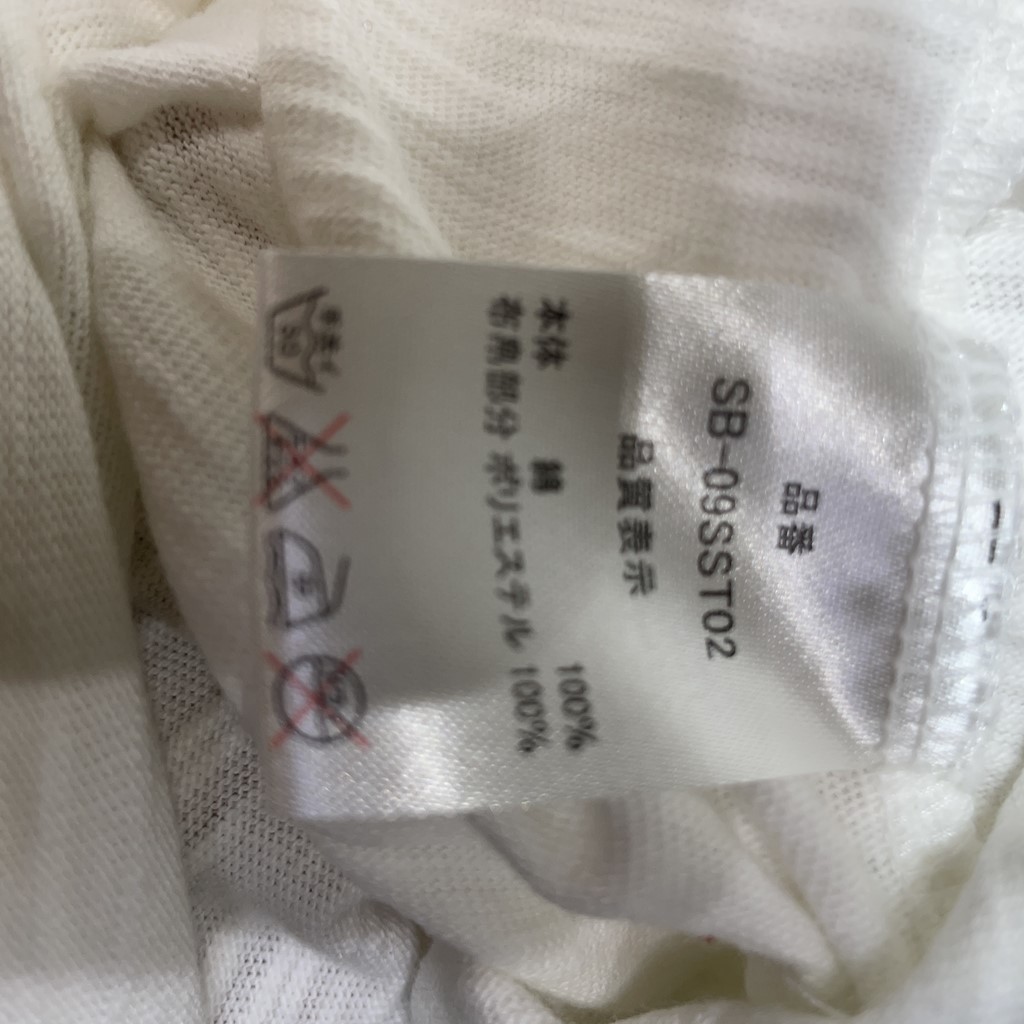 品番
SB-09SST02
品質表示
本体 綿 100%
布帛部分 ポリエステル 100%